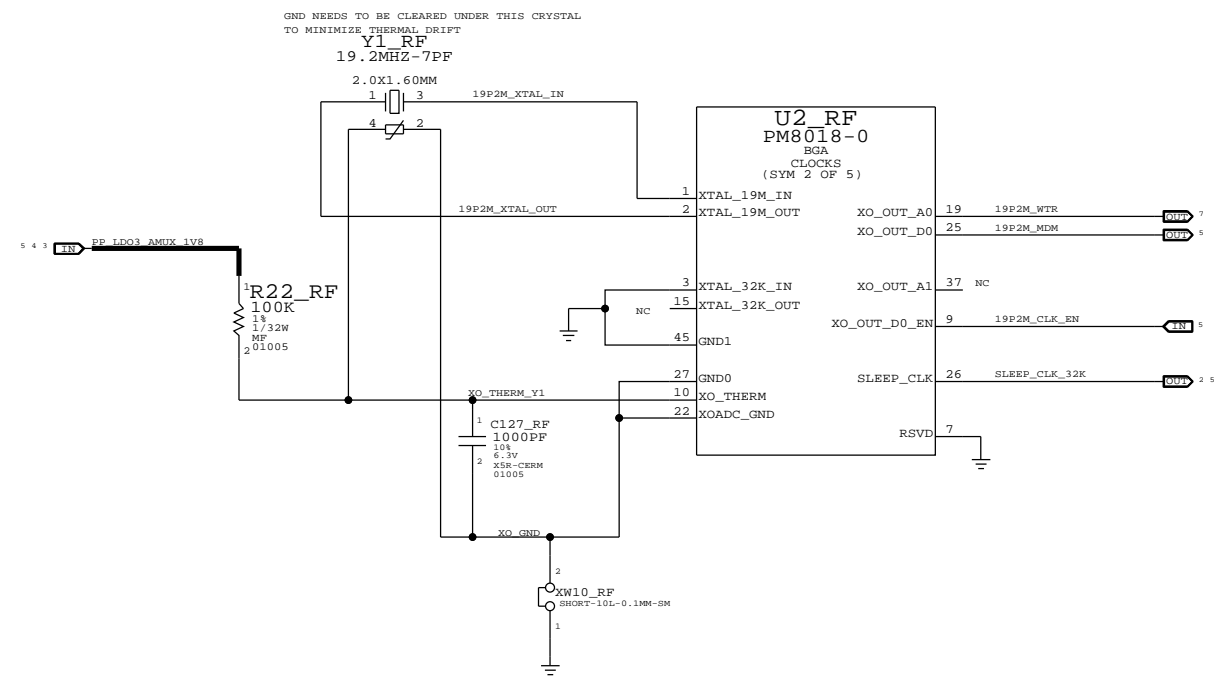 GND NEEDS TO BE CLEARED UNDER THIS CRYSTAL
TO MINIMIZE THERMAL DRIFT
Y1_RF
19.2MHZ-7PF
2.0X1.60MM
1 3 19P2M_XTAL_IN
4 2
U2_RF
PM8018-0
BGA
CLOCKS
(SYM 2 OF 5)
1 XTAL_19M_IN
19P2M_XTAL_OUT 2 XTAL_19M_OUT
XO_OUT_A0 19 19P2M_WTR OUT 7
XO_OUT_D0 25 19P2M_MDM OUT 5
5 4 3 IN PP_LDO3_AMUX_1V8
3 XTAL_32K_IN
XO_OUT_A1 37 NC
NC 15 XTAL_32K_OUT
XO_OUT_D0_EN 9 19P2M_CLK_EN IN 5
45 GND1
1 R22_RF
100K
1%
1/32W
MF
2 01005
27 GND0
SLEEP_CLK 26 SLEEP_CLK_32K OUT 2 5
XO_THERM_Y1 10 XO_THERM
22 XOADC_GND
RSVD 7
1 C127_RF
1000PF
10%
6.3V
2 X5R-CERM
01005
XO_GND
2
XW10_RF
SHORT-10L-0.1MM-SM
1